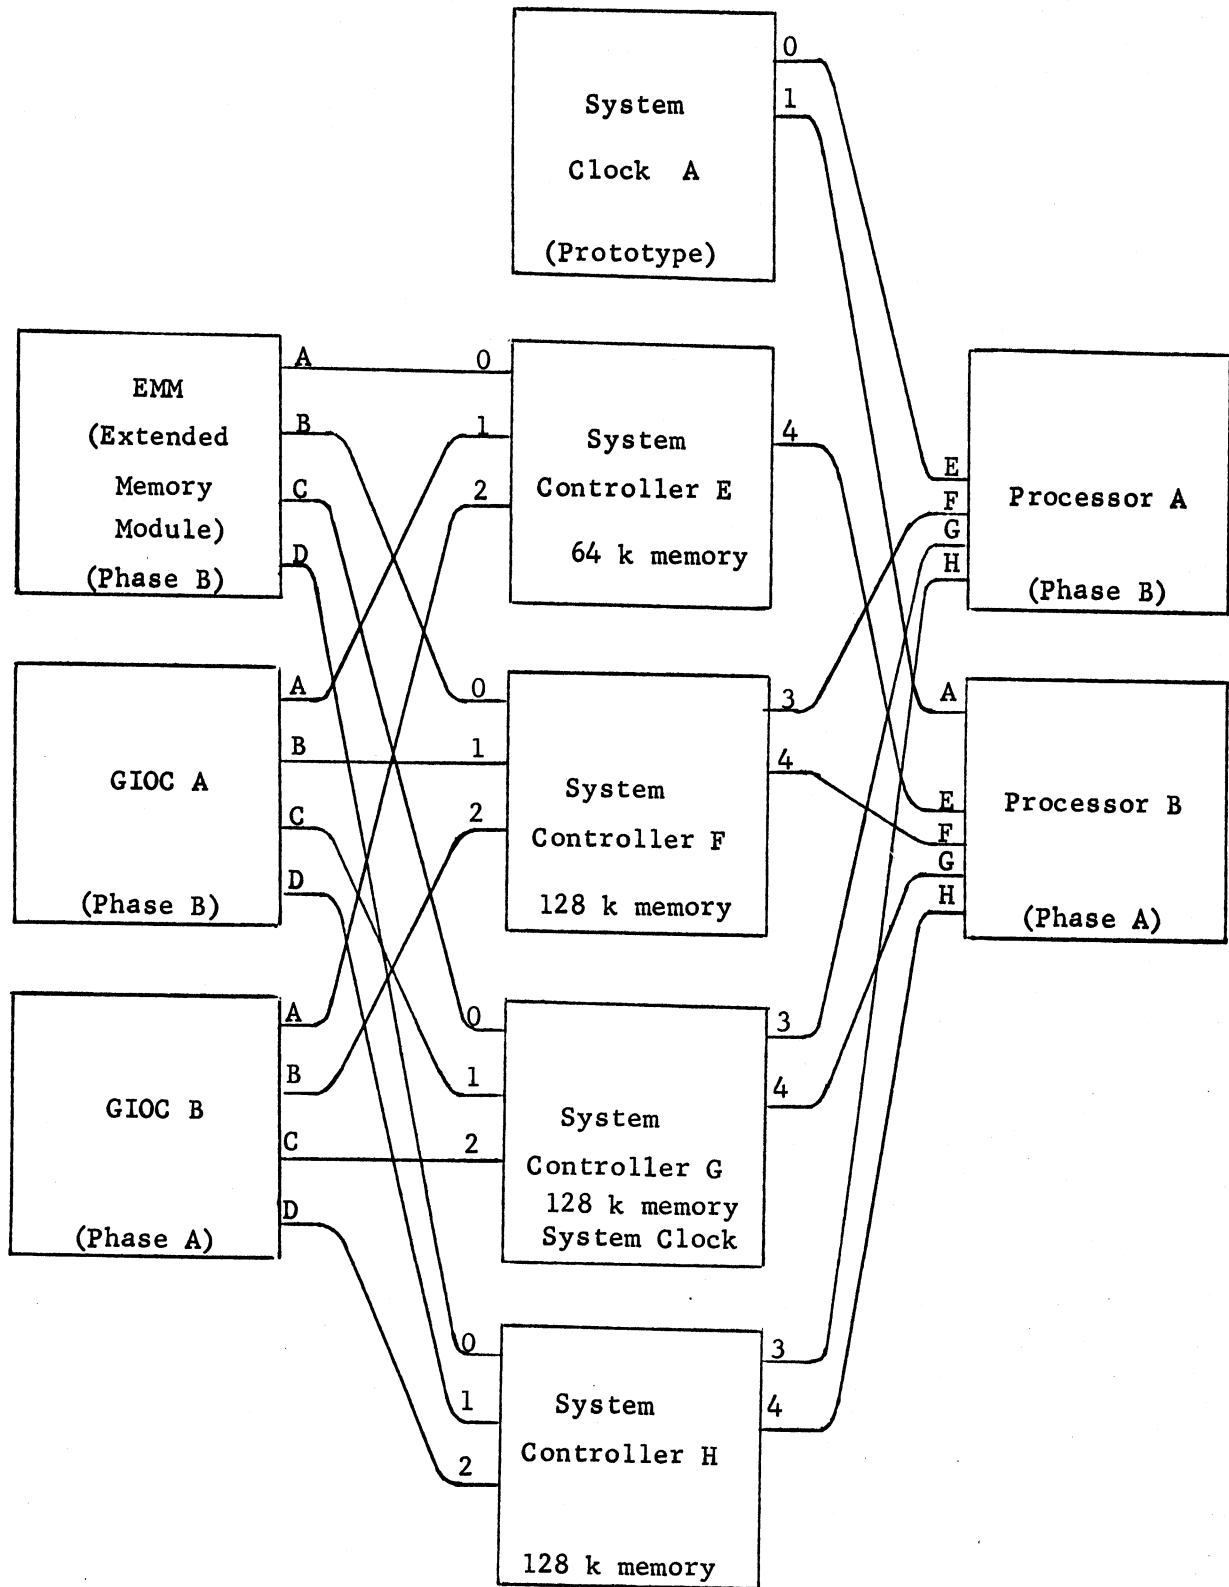 System
Clock A
(Prototype)
0
1
EMM
(Extended
Memory
Module)
(Phase B)
A
B
C
D
0
1
2
System
Controller E
64 k memory
4
E
F
G
H
Processor A
(Phase B)
GIOC A
(Phase B)
A
B
C
D
0
1
2
System
Controller F
128 k memory
3
4
A
E
F
G
H
Processor B
(Phase A)
GIOC B
(Phase A)
A
B
C
D
0
1
2
System
Controller G
128 k memory
System Clock
3
4
0
1
2
System
Controller H
128 k memory
3
4